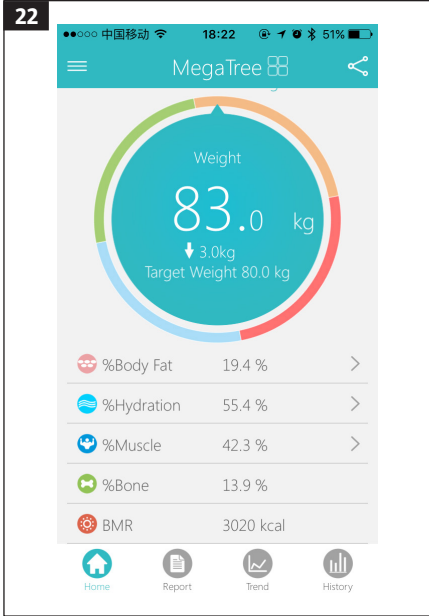 22
中国移动 18:22 51%
MegaTree
Weight
83.0 kg
3.0kg
Target Weight 80.0 kg
%Body Fat 19.4 %
%Hydration 55.4 %
%Muscle 42.3 %
%Bone 13.9 %
BMR 3020 kcal
Home Report Trend History